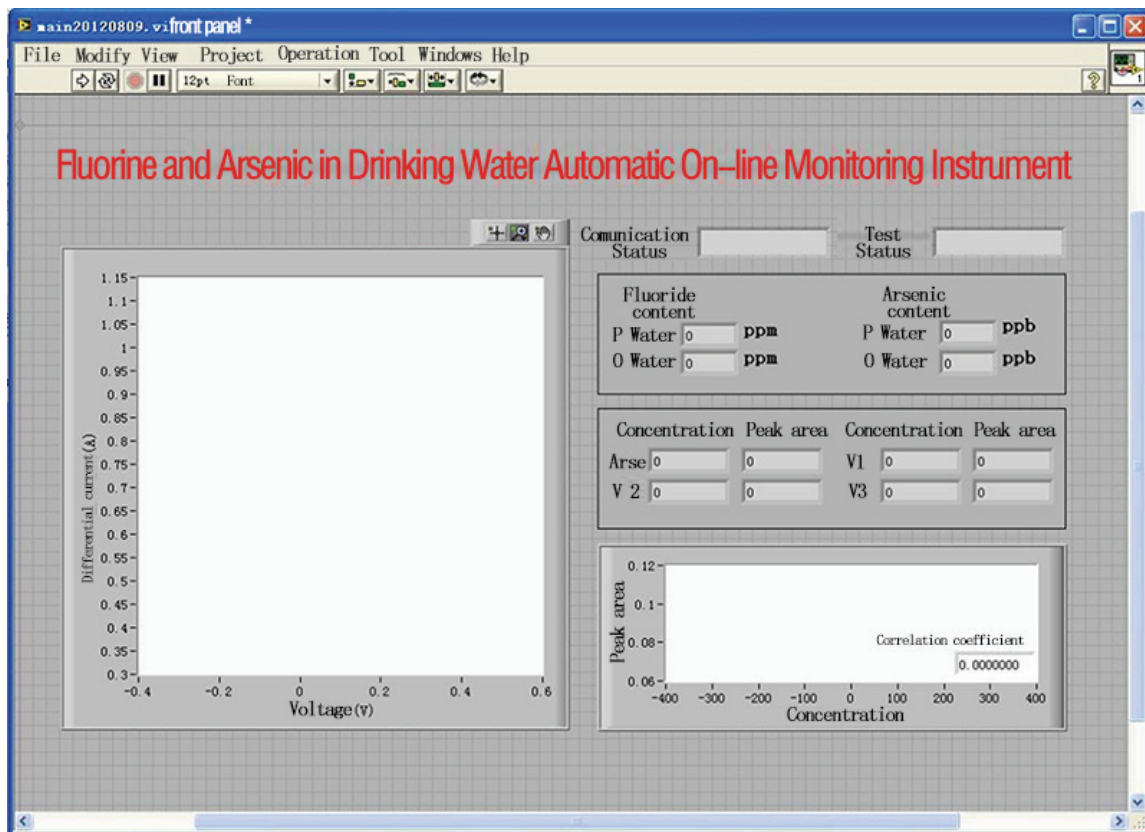 main20120809.vi front panel *
File Modify View Project Operation Tool Windows Help
12pt Font
1
Fluorine and Arsenic in Drinking Water Automatic On-line Monitoring Instrument
Comunication Status
Test Status
Fluoride content
Arsenic content
P Water 0 ppm
P Water 0 ppb
O Water 0 ppm
O Water 0 ppb
Concentration Peak area Concentration Peak area
Arse 0 0 V1 0 0
V 2 0 0 V3 0 0
Differential current(A)
1.15
1.1
1.05
1
0.95
0.9
0.85
0.8
0.75
0.7
0.65
0.6
0.55
0.5
0.45
0.4
0.35
0.3
-0.4 -0.2 0 0.2 0.4 0.6
Voltage(v)
Peak area
0.12
0.1
0.08
0.06
Correlation coefficient
0.0000000
-400 -300 -200 -100 0 100 200 300 400
Concentration